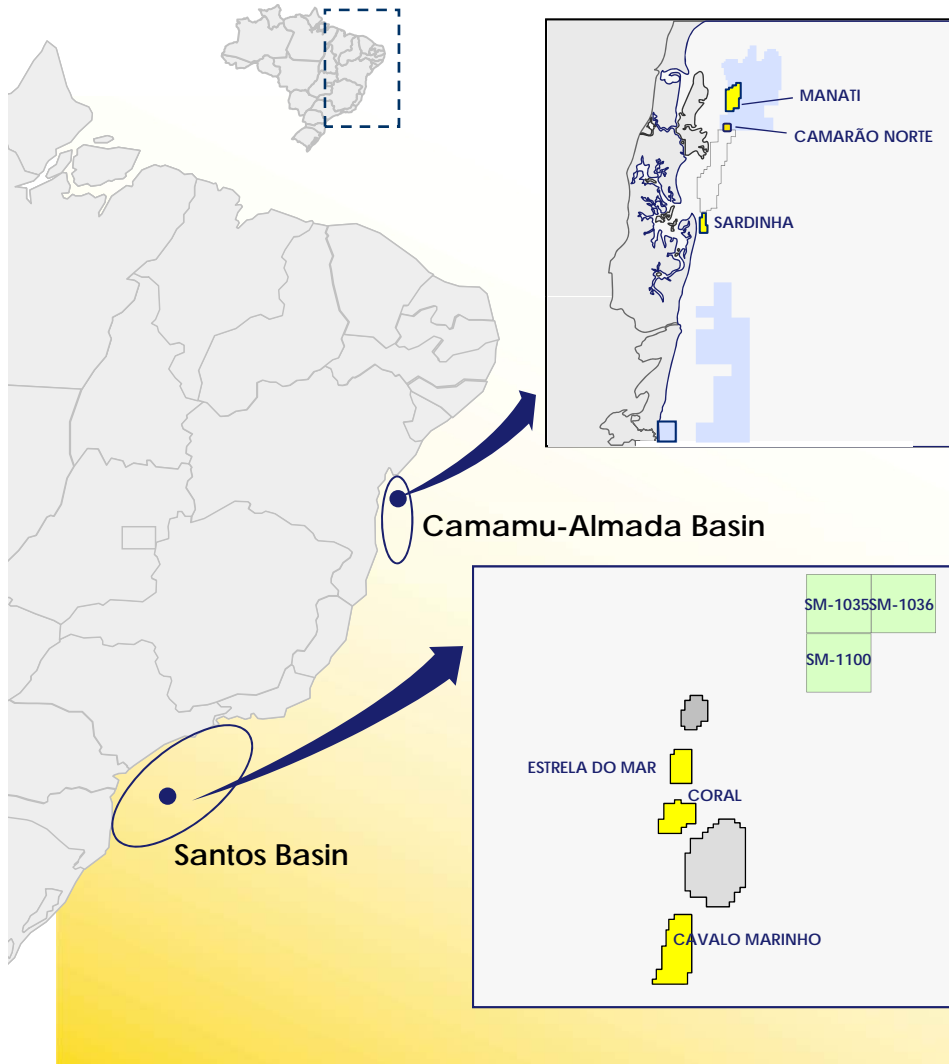 MANATI
CAMARÃO NORTE
SARDINHA
Camamu-Almada Basin
SM-1035 SM-1036
SM-1100
ESTRELA DO MAR
CORAL
Santos Basin
CAVALO MARINHO